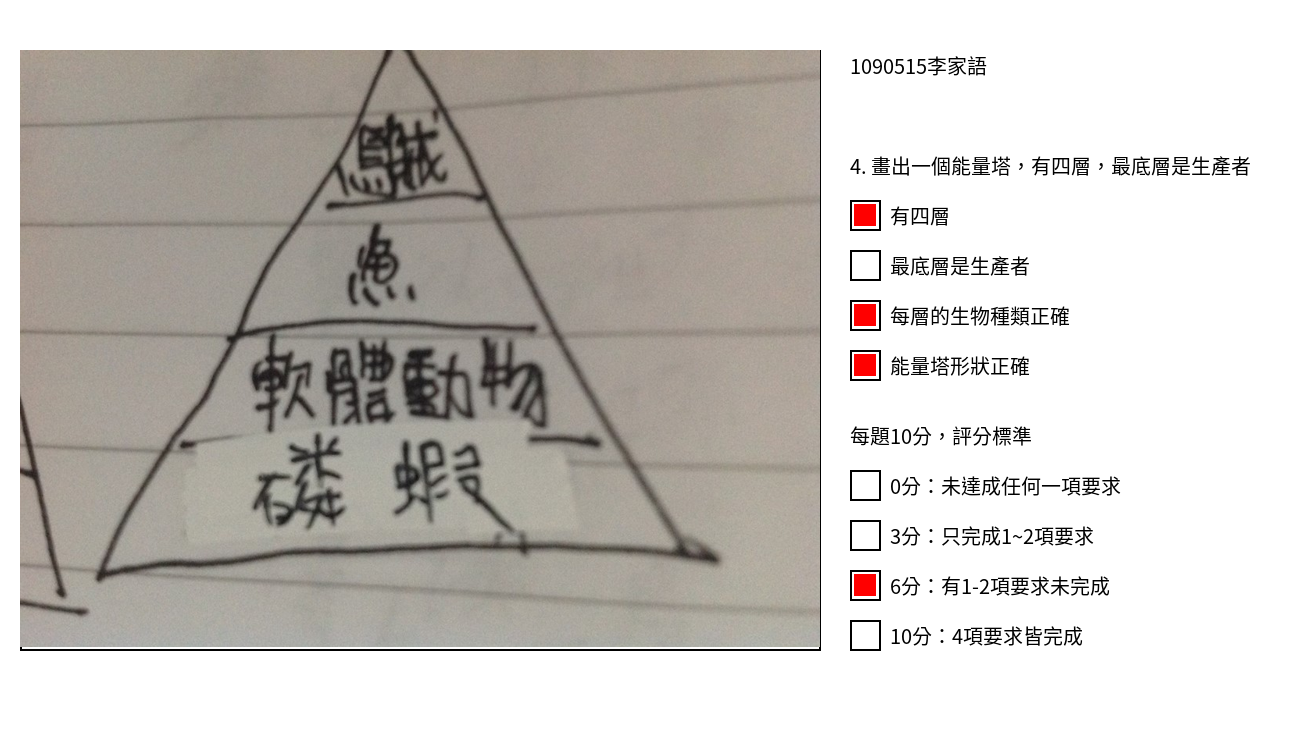 魚
軟體動物
磷蝦
1090515李家語
4. 畫出一個能量塔，有四層，最底層是生產者
有四層
最底層是生產者
每層的生物種類正確
能量塔形狀正確
每題10分，評分標準
0分：未達成任何一項要求
3分：只完成1~2項要求
6分：有1-2項要求未完成
10分：4項要求皆完成